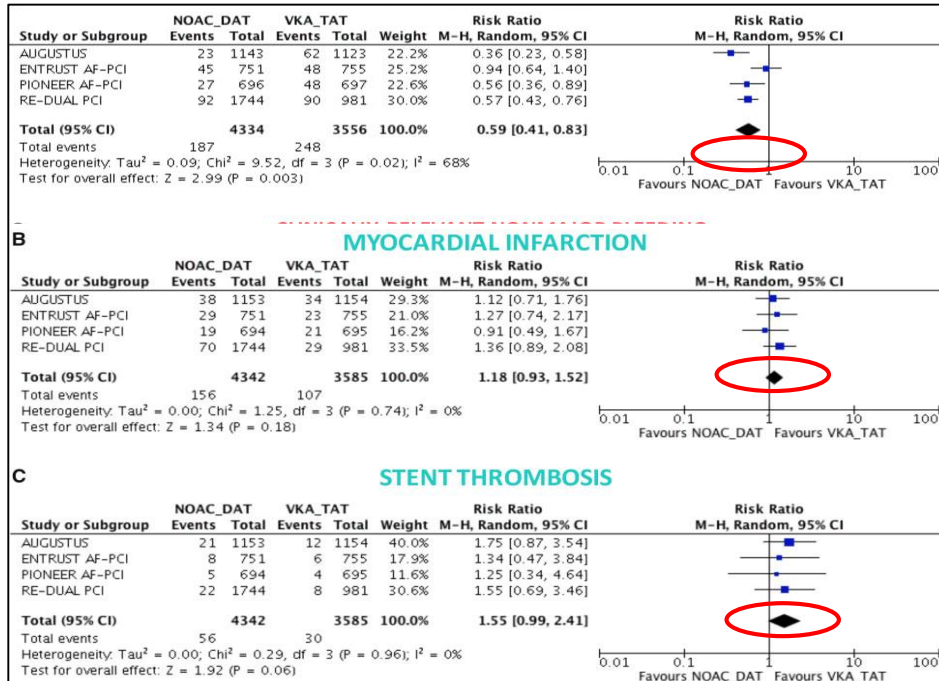 NOAC_DAT VKA_TAT Risk Ratio Risk Ratio
Study or Subgroup Events Total Events Total Weight M-H, Random, 95% CI M-H, Random, 95% CI
AUGUSTUS 23 1143 62 1123 22.2% 0.36 [0.23, 0.58]
ENTRUST AF-PCI 45 751 48 755 25.2% 0.94 [0.64, 1.40]
PIONEER AF-PCI 27 696 48 697 22.6% 0.56 [0.36, 0.89]
RE-DUAL PCI 92 1744 90 981 30.0% 0.57 [0.43, 0.76]
Total (95% CI) 4334 3556 100.0% 0.59 [0.41, 0.83]
Total events 187 248
Heterogeneity: Tau² = 0.09; Chi² = 9.52, df = 3 (P = 0.02); I² = 68%
Test for overall effect: Z = 2.99 (P = 0.003)
0.01 0.1 1 10 100
Favours NOAC_DAT Favours VKA_TAT
B MYOCARDIAL INFARCTION
NOAC_DAT VKA_TAT Risk Ratio Risk Ratio
Study or Subgroup Events Total Events Total Weight M-H, Random, 95% CI M-H, Random, 95% CI
AUGUSTUS 38 1153 34 1154 29.3% 1.12 [0.71, 1.76]
ENTRUST AF-PCI 29 751 23 755 21.0% 1.27 [0.74, 2.17]
PIONEER AF-PCI 19 694 21 695 16.2% 0.91 [0.49, 1.67]
RE-DUAL PCI 70 1744 29 981 33.5% 1.36 [0.89, 2.08]
Total (95% CI) 4342 3585 100.0% 1.18 [0.93, 1.52]
Total events 156 107
Heterogeneity: Tau² = 0.00; Chi² = 1.25, df = 3 (P = 0.74); I² = 0%
Test for overall effect: Z = 1.34 (P = 0.18)
0.01 0.1 1 10 100
Favours NOAC_DAT Favours VKA_TAT
C STENT THROMBOSIS
NOAC_DAT VKA_TAT Risk Ratio Risk Ratio
Study or Subgroup Events Total Events Total Weight M-H, Random, 95% CI M-H, Random, 95% CI
AUGUSTUS 21 1153 12 1154 40.0% 1.75 [0.87, 3.54]
ENTRUST AF-PCI 8 751 6 755 17.9% 1.34 [0.47, 3.84]
PIONEER AF-PCI 5 694 4 695 11.6% 1.25 [0.34, 4.64]
RE-DUAL PCI 22 1744 8 981 30.6% 1.55 [0.69, 3.46]
Total (95% CI) 4342 3585 100.0% 1.55 [0.99, 2.41]
Total events 56 30
Heterogeneity: Tau² = 0.00; Chi² = 0.29, df = 3 (P = 0.96); I² = 0%
Test for overall effect: Z = 1.92 (P = 0.06)
0.01 0.1 1 10 100
Favours NOAC_DAT Favours VKA_TAT